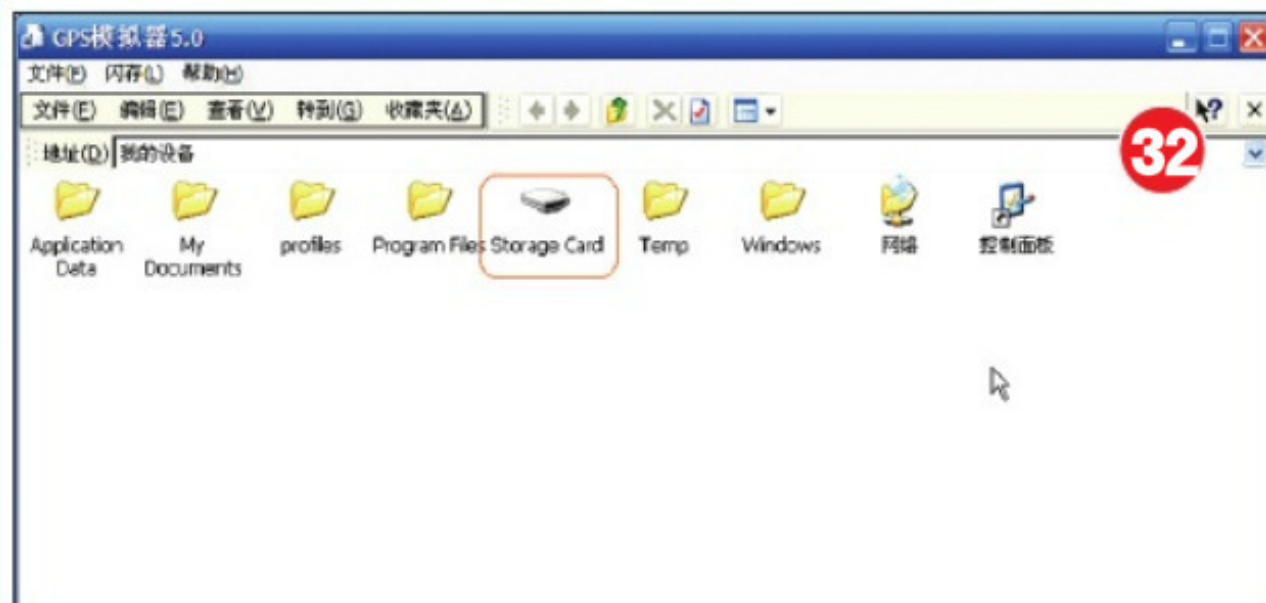 GPS模拟器5.0
文件(F) 闪存(L) 帮助(H)
文件(F) 编辑(E) 查看(V) 转到(G) 收藏夹(A)
32
地址(D) 我的设备
Application Data
My Documents
profiles
Program Files
Storage Card
Temp
Windows
网络
控制面板